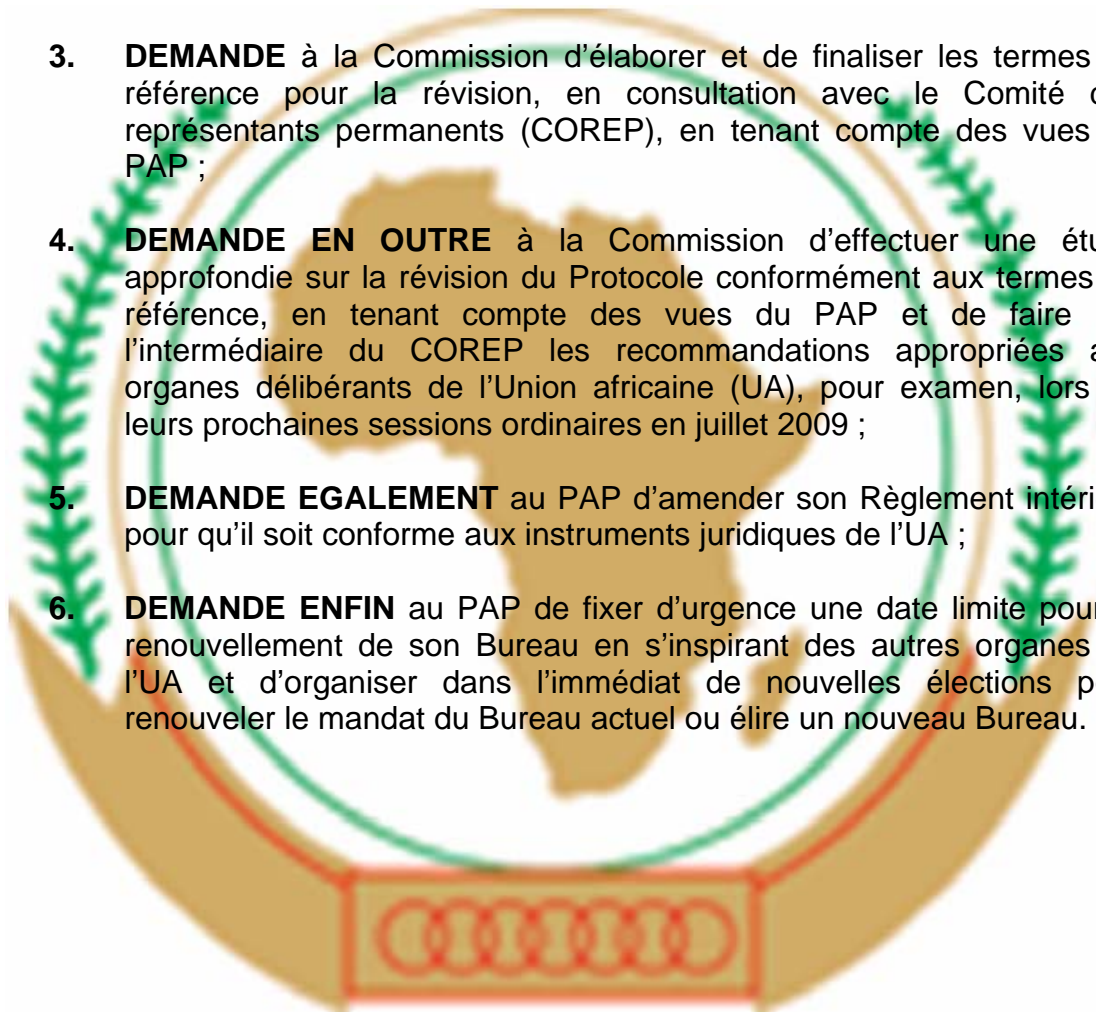 3. DEMANDE à la Commission d'élaborer et de finaliser les termes
référence pour la révision, en consultation avec le Comité
représentants permanents (COREP), en tenant compte des vues
PAP ;
4. DEMANDE EN OUTRE à la Commission d'effectuer une
approfondie sur la révision du Protocole conformément aux termes
référence, en tenant compte des vues du PAP et de faire
l'intermédiaire du COREP les recommandations appropriées
organes délibérants de l'Union africaine (UA), pour examen, lors
leurs prochaines sessions ordinaires en juillet 2009 ;
5. DEMANDE EGALEMENT au PAP d'amender son Règlement
pour qu'il soit conforme aux instruments juridiques de l'UA ;
6. DEMANDE ENFIN au PAP de fixer d'urgence une date limite pour
renouvellement de son Bureau en s'inspirant des autres organes
l'UA et d'organiser dans l'immédiat de nouvelles élections
renouveler le mandat du Bureau actuel ou élire un nouveau Bureau.